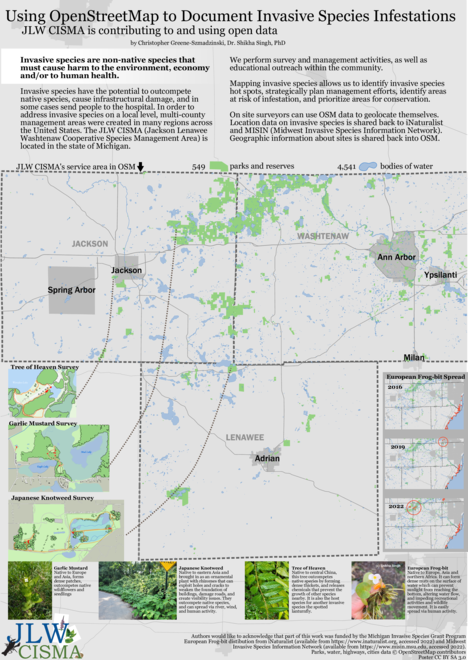 Using OpenStreetMap to Document Invasive Species Infestations
JLW CISMA is contributing to and using open data
by Christopher Greene-Szmadzinski, Dr. Shikha Singh, PhD
Invasive species are non-native species that
must cause harm to the environment, economy
and/or to human health.
Invasive species have the potential to outcompete
native species, cause infrastructural damage, and in
some cases send people to the hospital. In order to
address invasive species on a local level, multi-county
management areas were created in many regions across
the United States. The JLW CISMA (Jackson Lenawee
Washtenaw Cooperative Species Management Area) is
located in the state of Michigan.
We perform survey and management activities, as well as
educational outreach within the community.
Mapping invasive species allows us to identify invasive species
hot spots, strategically plan management efforts, identify areas
at risk of infestation, and prioritize areas for conservation.
On site surveyors can use OSM data to geolocate themselves.
Location data on invasive species is shared back to iNaturalist
and MISIN (Midwest Invasive Species Information Network).
Geographic information about sites is shared back into OSM.
JLW CISMA's service area in OSM
549 parks and reserves
4,541 bodies of water
JACKSON
WASHTENAW
Jackson
Ann Arbor
Ypsilanti
Spring Arbor
Milan
Tree of Heaven Survey
European Frog-bit Spread
2016
Garlic Mustard Survey
LENAWEE
2019
Adrian
Japanese Knotweed Survey
2022
Garlic Mustard
Native to Europe
and Asia, forms
dense patches,
outcompetes native
wildflowers and
seedlings
Japanese Knotweed
Native to eastern Asia and
brought in as an ornamental
plant with rhizomes that can
exploit holes and cracks to
weaken the foundation of
buildings, damage roads, and
create visibility issues. They
outcompete native species,
and can spread via river, wind,
and human activity.
Tree of Heaven
Native to central China,
this tree outcompetes
native species by forming
dense thickets, and releases
chemicals that prevent the
growth of other species
nearby. It is also the host
species for another invasive
species the spotted
lanternfly.
European Frog-bit
Native to Europe, Asia and
northern Africa. It can form
dense mats on the surface of
water which can prevent
sunlight from reaching the
bottom, altering water flow,
and impeding recreational
activities and wildlife
movement. It is easily
spread via human activity.
JLW
CISMA
Authors would like to acknowledge that part of this work was funded by the Michigan Invasive Species Grant Program
European Frog-bit distribution from iNaturalist (available from https://www.inaturalist.org, accessed 2022) and Midwest
Invasive Species Information Network (available from https://www.misin.msu.edu, accessed 2022).
Parks, water, highways, cities data © OpenStreetMap contributors
Poster CC BY SA 3.0